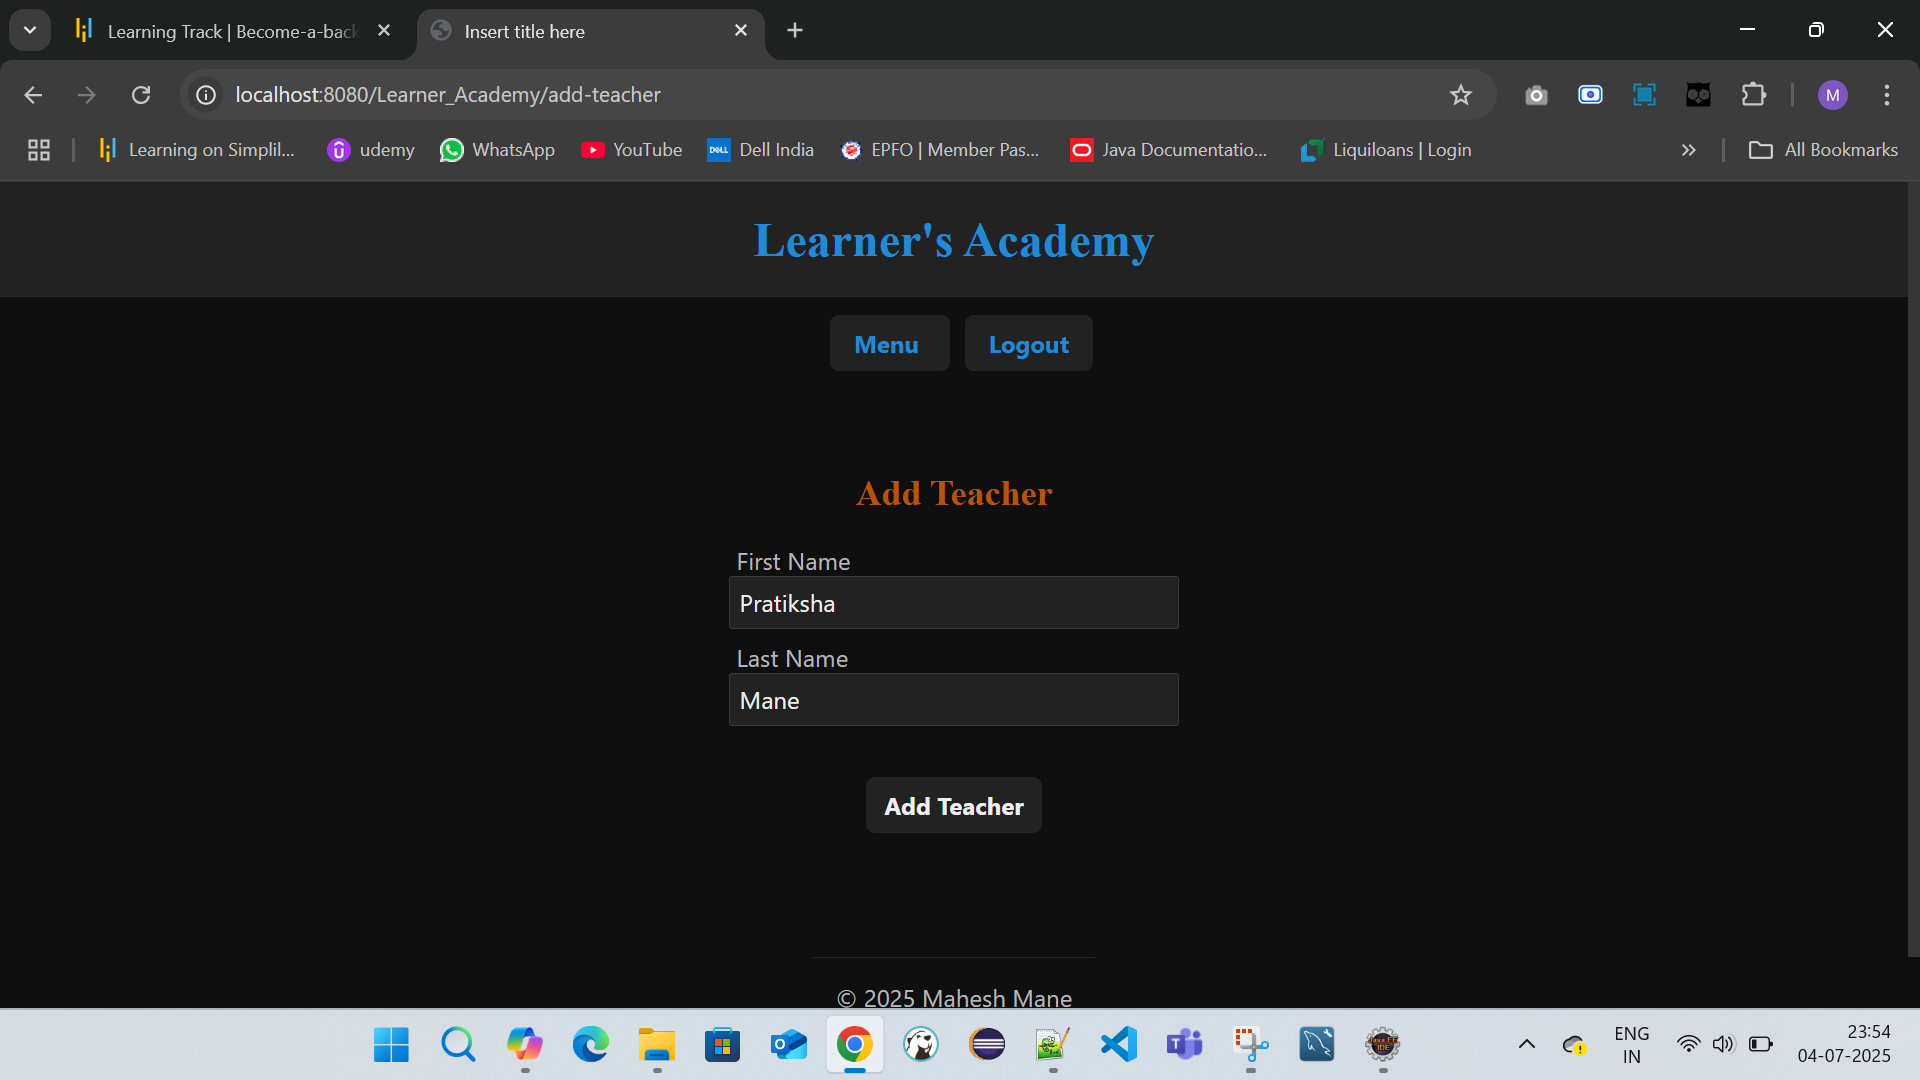 Learning Track | Become-a-back
Insert title here
localhost:8080/Learner_Academy/add-teacher
M
Learning on Simplil...
udemy
WhatsApp
YouTube
DELL
Dell India
EPFO | Member Pas...
Java Documentatio...
Liquiloans | Login
All Bookmarks
Learner's Academy
Menu
Logout
Add Teacher
First Name
Pratiksha
Last Name
Mane
Add Teacher
© 2025 Mahesh Mane
ENG
IN
23:54
04-07-2025